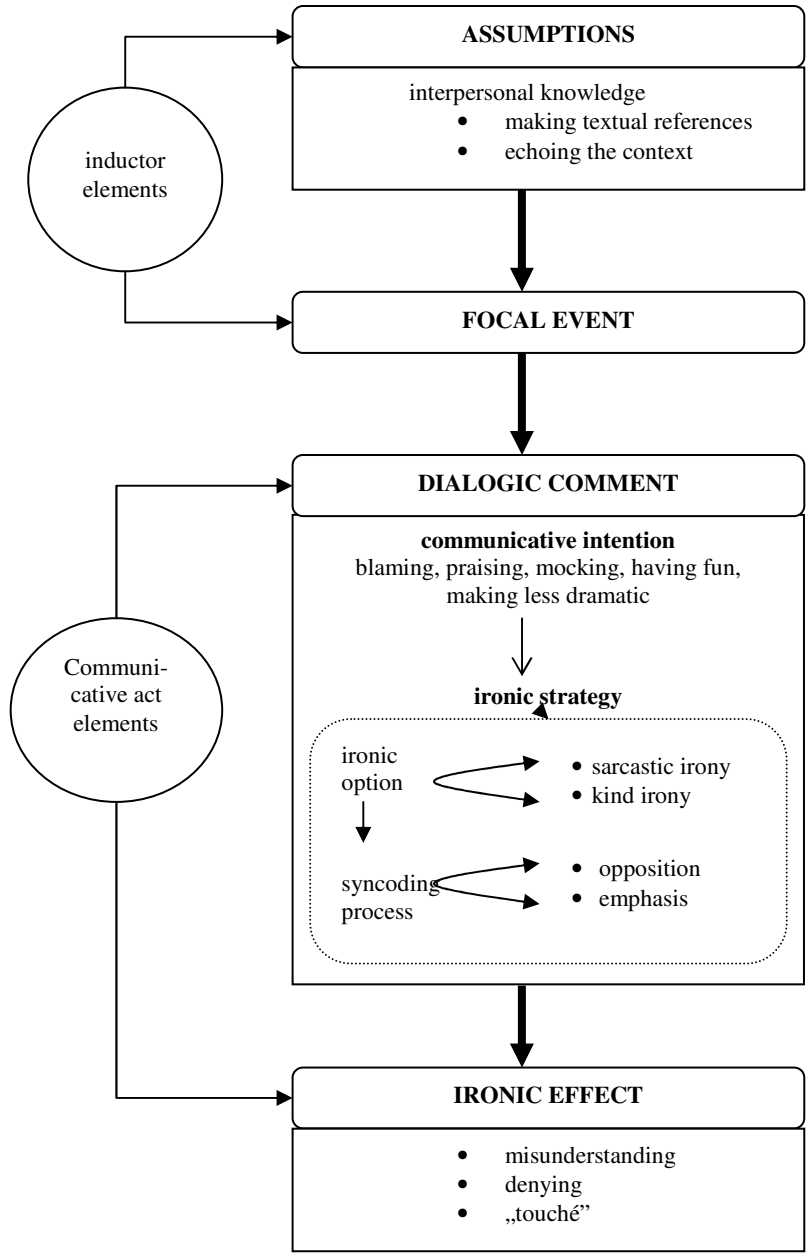 ASSUMPTIONS
interpersonal knowledge
• making textual references
• echoing the context
inductor
elements
FOCAL EVENT
DIALOGIC COMMENT
communicative intention
blaming, praising, mocking, having fun,
making less dramatic
Communi-
cative act
elements
ironic strategy
ironic
option
• sarcastic irony
• kind irony
syncoding
process
• opposition
• emphasis
IRONIC EFFECT
• misunderstanding
• denying
• „touché”